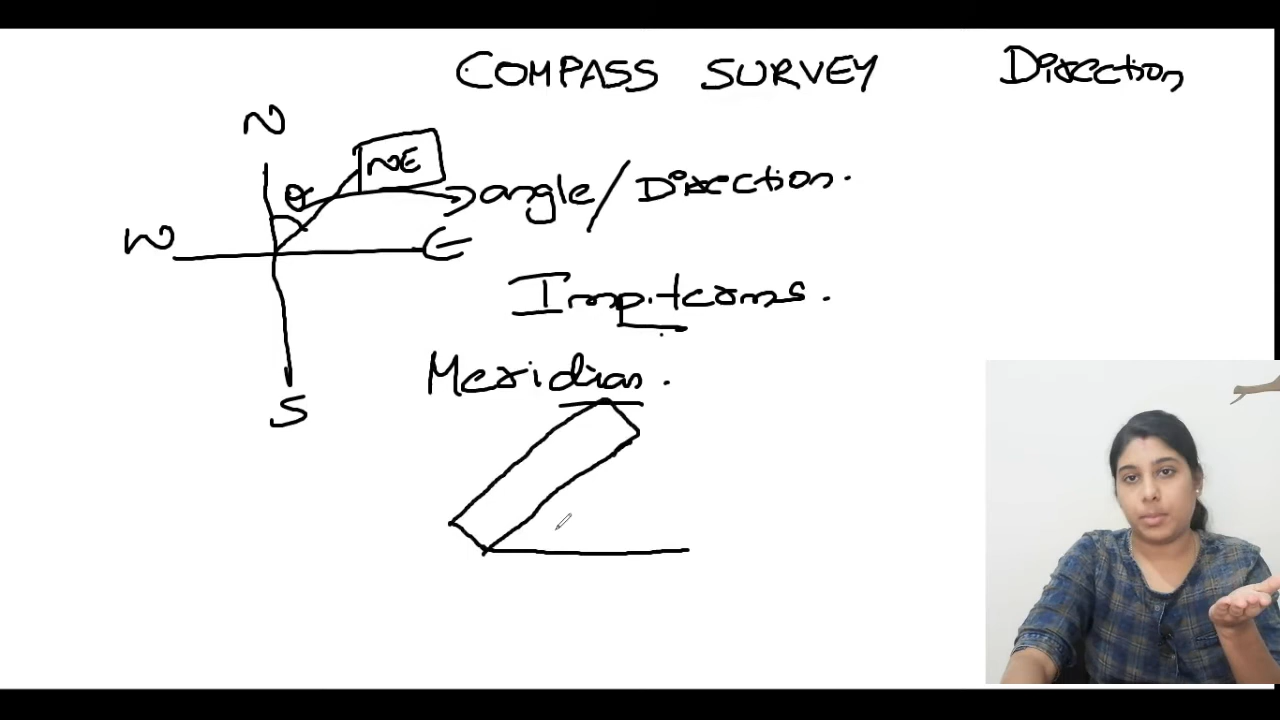 COMPASS SURVEY Direction
N
NE
θ angle/Direction.
W E
Imp. terms.
Meridian.
S